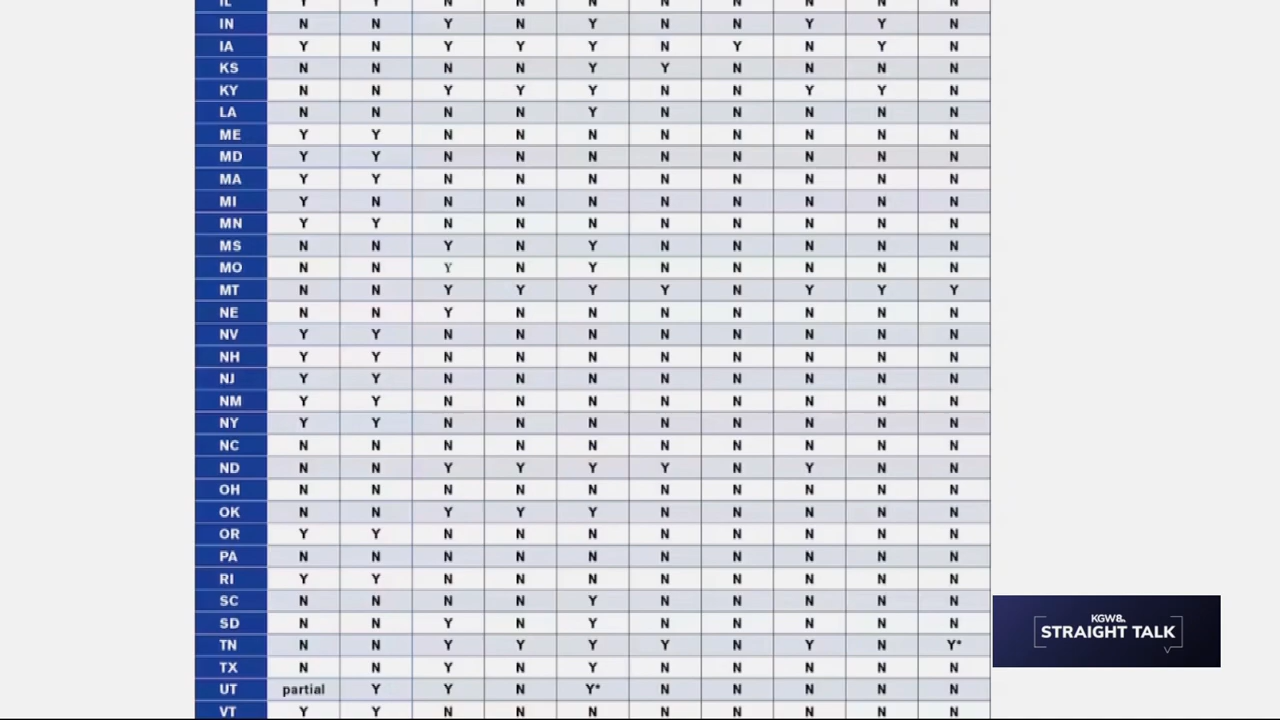 IL Y Y N N N N N N N N
IN N N Y N Y N N Y Y N
IA Y N Y Y Y N Y N Y N
KS N N N N Y Y N N N N
KY N N Y Y Y N N Y Y N
LA N N N N Y N N N N N
ME Y Y N N N N N N N N
MD Y Y N N N N N N N N
MA Y Y N N N N N N N N
MI Y N N N N N N N N N
MN Y Y N N N N N N N N
MS N N Y N Y N N N N N
MO N N Y N Y N N N N N
MT N N Y Y Y Y N Y Y Y
NE N N Y N N N N N N N
NV Y Y N N N N N N N N
NH Y Y N N N N N N N N
NJ Y Y N N N N N N N N
NM Y Y N N N N N N N N
NY Y Y N N N N N N N N
NC N N N N N N N N N N
ND N N Y Y Y Y N Y N N
OH N N N N N N N N N N
OK N N Y Y Y N N N N N
OR Y Y N N N N N N N N
PA N N N N N N N N N N
RI Y Y N N N N N N N N
SC N N N N Y N N N N N
SD N N Y N Y N N N N N
TN N N Y Y Y Y Y N Y*
TX N N Y N Y N N N N N
UT partial Y Y N Y* N N N N N
VT Y Y N N N N N N N N
KGW8
STRAIGHT TALK